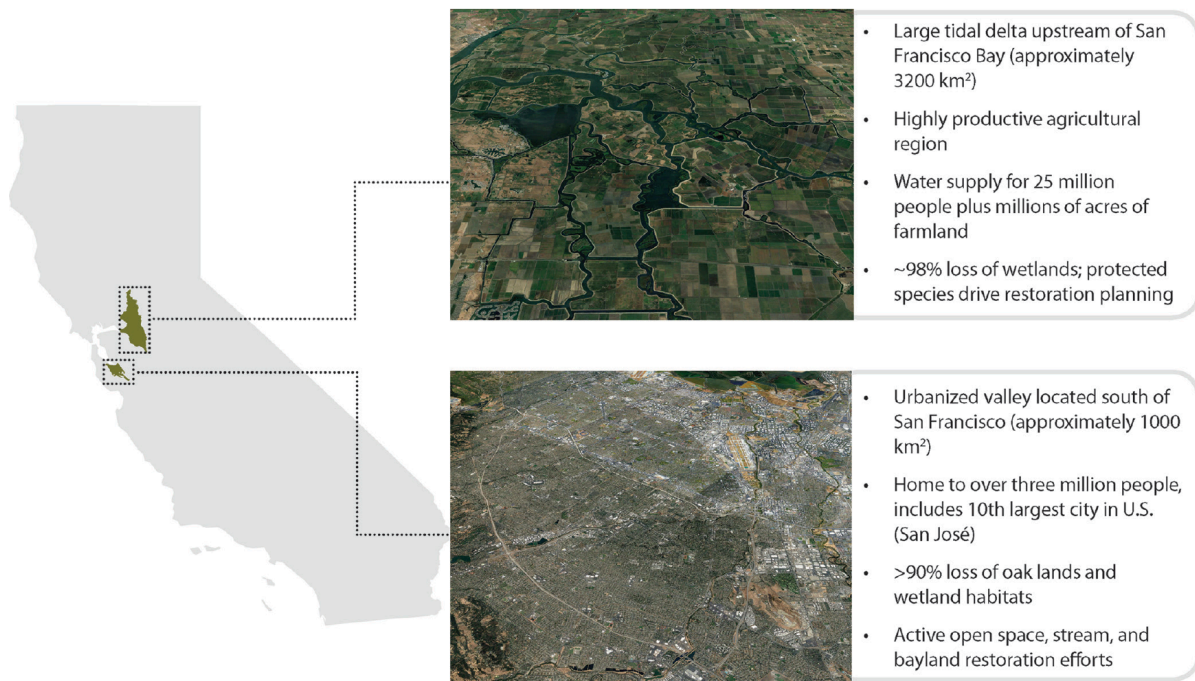 • Large tidal delta upstream of San
Francisco Bay (approximately
3200 km²)
• Highly productive agricultural
region
• Water supply for 25 million
people plus millions of acres of
farmland
• ~98% loss of wetlands; protected
species drive restoration planning
• Urbanized valley located south of
San Francisco (approximately 1000
km²)
• Home to over three million people,
includes 10th largest city in U.S.
(San José)
• >90% loss of oak lands and
wetland habitats
• Active open space, stream, and
bayland restoration efforts